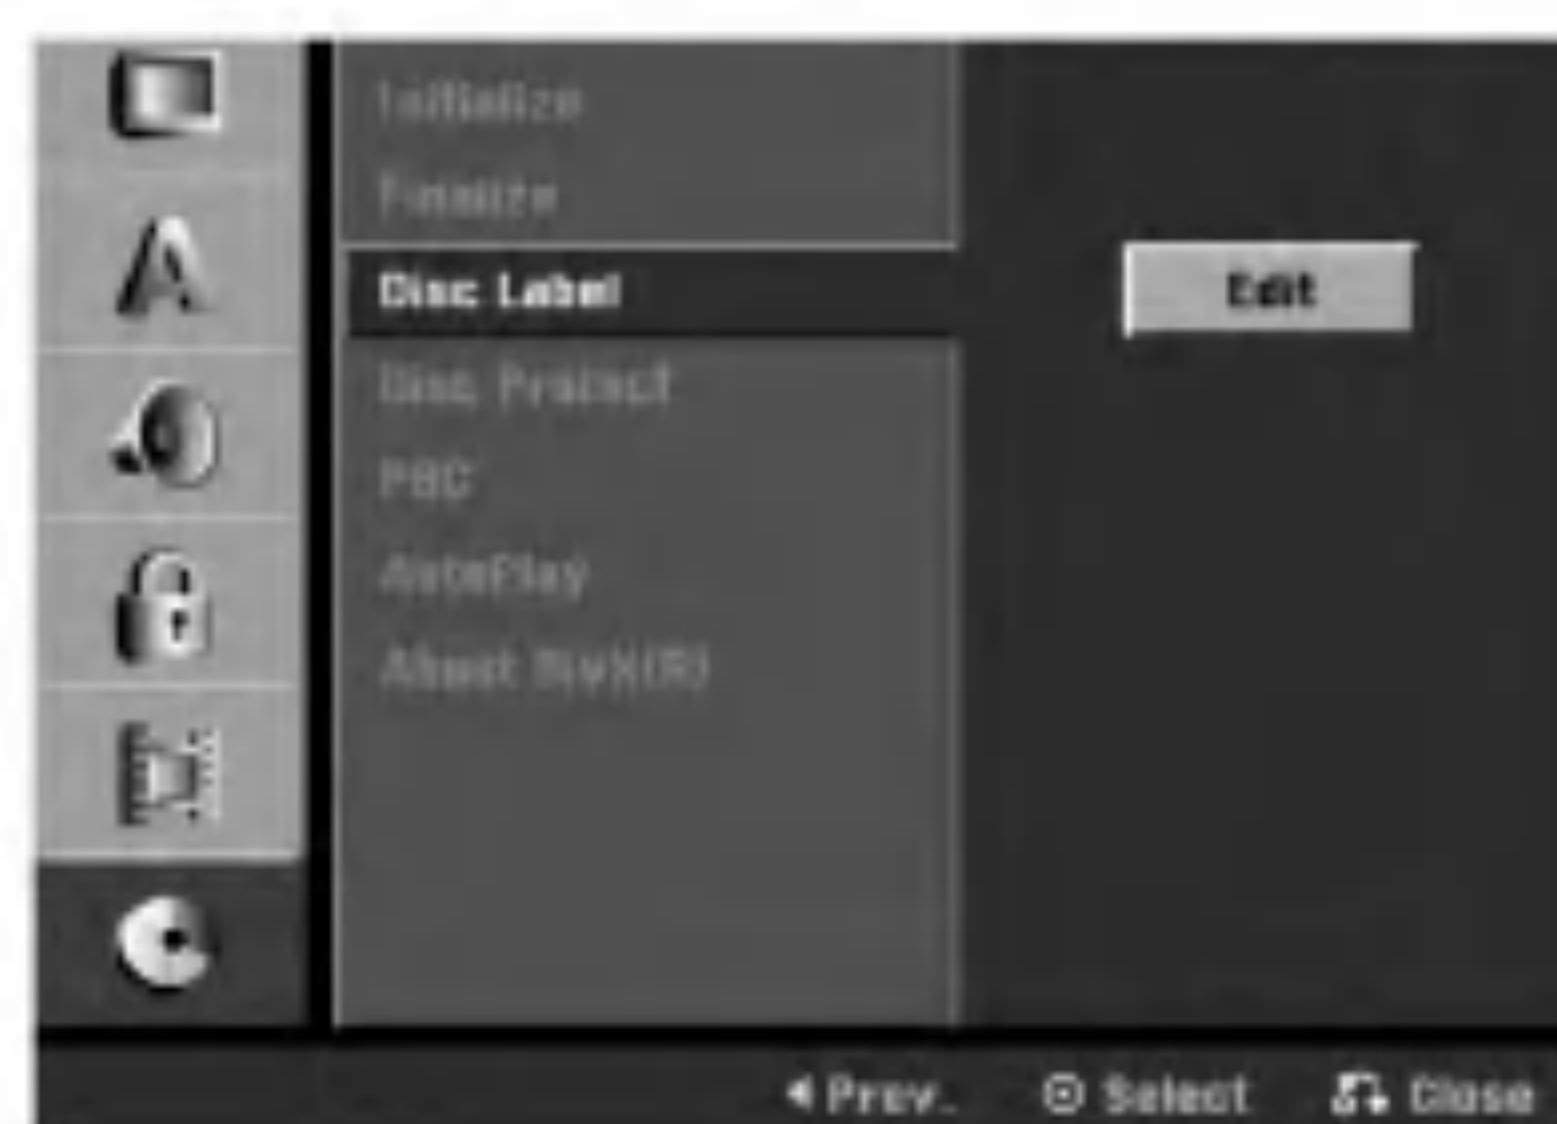 Initialize
Finalize
Disc Label
Edit
Disc Protect
PBC
AutoPlay
About DivX(R)
Prev. Select Close